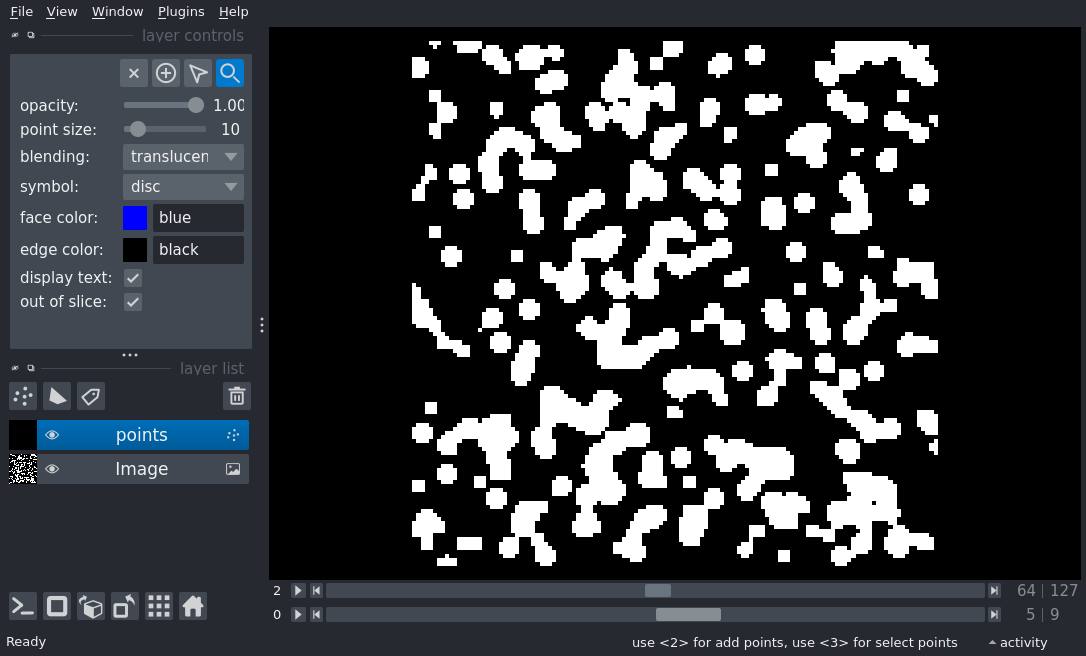 File View Window Plugins Help
layer controls
opacity: 1.00
point size: 10
blending: translucen
symbol: disc
face color: blue
edge color: black
display text:
out of slice:
layer list
points
Image
2 64 | 127
0 5 | 9
Ready use <2> for add points, use <3> for select points activity